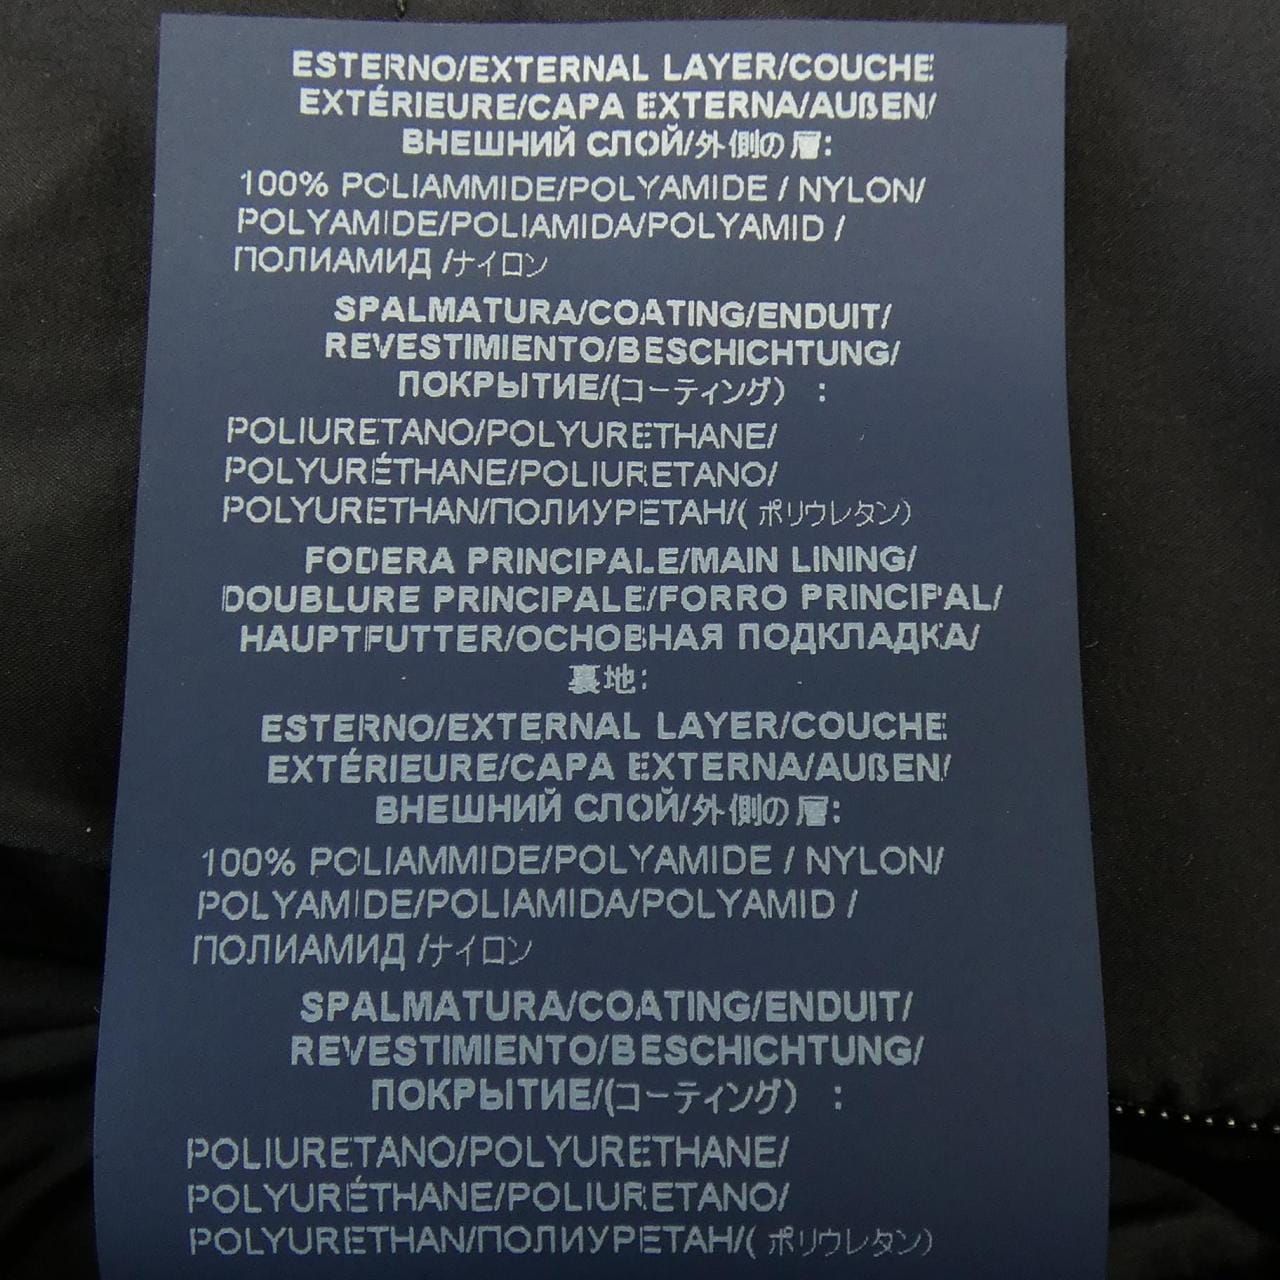 ESTERNO/EXTERNAL LAYER/COUCHE
EXTÉRIEURE/CAPA EXTERNA/AUßEN/
ВНЕШНИЙ СЛОЙ/外側の層:
100% POLIAMMIDE/POLYAMIDE / NYLON/
POLYAMIDE/POLIAMIDA/POLYAMID /
ПОЛИАМИД /ナイロン
SPALMATURA/COATING/ENDUIT/
REVESTIMIENTO/BESCHICHTUNG/
ПОКРЫТИЕ/(コーティング) :
POLIURETANO/POLYURETHANE/
POLYURÉTHANE/POLIURETANO/
POLYURETHAN/ПОЛИУРЕТАН/( ポリウレタン)
FODERA PRINCIPALE/MAIN LINING/
DOUBLURE PRINCIPALE/FORRO PRINCIPAL/
HAUPTFUTTER/ОСНОВНАЯ ПОДКЛАДКА/
裏地:
ESTERNO/EXTERNAL LAYER/COUCHE
EXTÉRIEURE/CAPA EXTERNA/AUßEN/
ВНЕШНИЙ СЛОЙ/外側の層:
100% POLIAMMIDE/POLYAMIDE / NYLON/
POLYAMIDE/POLIAMIDA/POLYAMID /
ПОЛИАМИД /ナイロン
SPALMATURA/COATING/ENDUIT/
REVESTIMIENTO/BESCHICHTUNG/
ПОКРЫТИЕ/(コーティング) :
POLIURETANO/POLYURETHANE/
POLYURÉTHANE/POLIURETANO/
POLYURETHAN/ПОЛИУРЕТАН/( ポリウレタン)